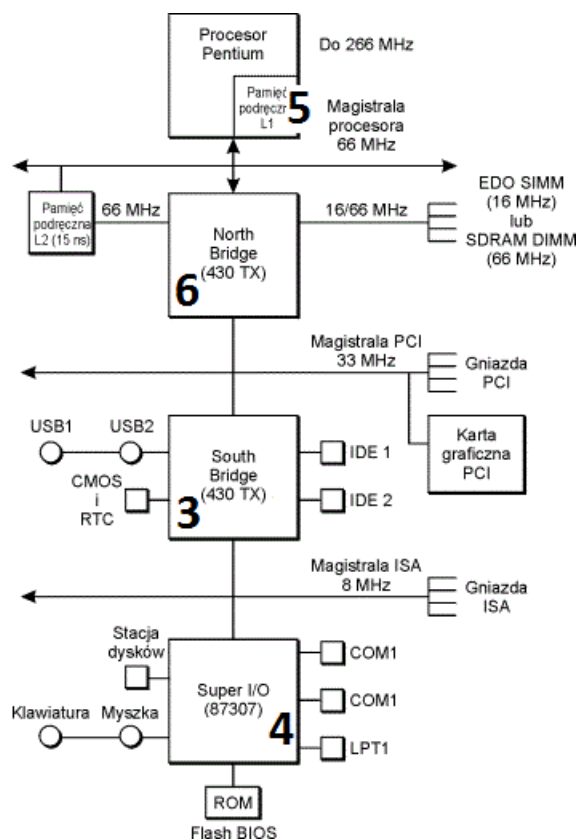 Procesor
Pentium
Do 266 MHz
Pamięć
podręczn
L1
5
Magistrala
procesora
66 MHz
Pamięć
podręczna
L2 (15 ns)
66 MHz
North
Bridge
(430 TX)
6
16/66 MHz
EDO SIMM
(16 MHz)
lub
SDRAM DIMM
(66 MHz)
Magistrala PCI
33 MHz
Gniazda
PCI
Karta
graficzna
PCI
USB1
USB2
CMOS
i
RTC
South
Bridge
(430 TX)
3
IDE 1
IDE 2
Magistrala ISA
8 MHz
Gniazda
ISA
Stacja
dysków
Klawiatura
Myszka
Super I/O
(87307)
4
COM1
COM1
LPT1
ROM
Flash BIOS